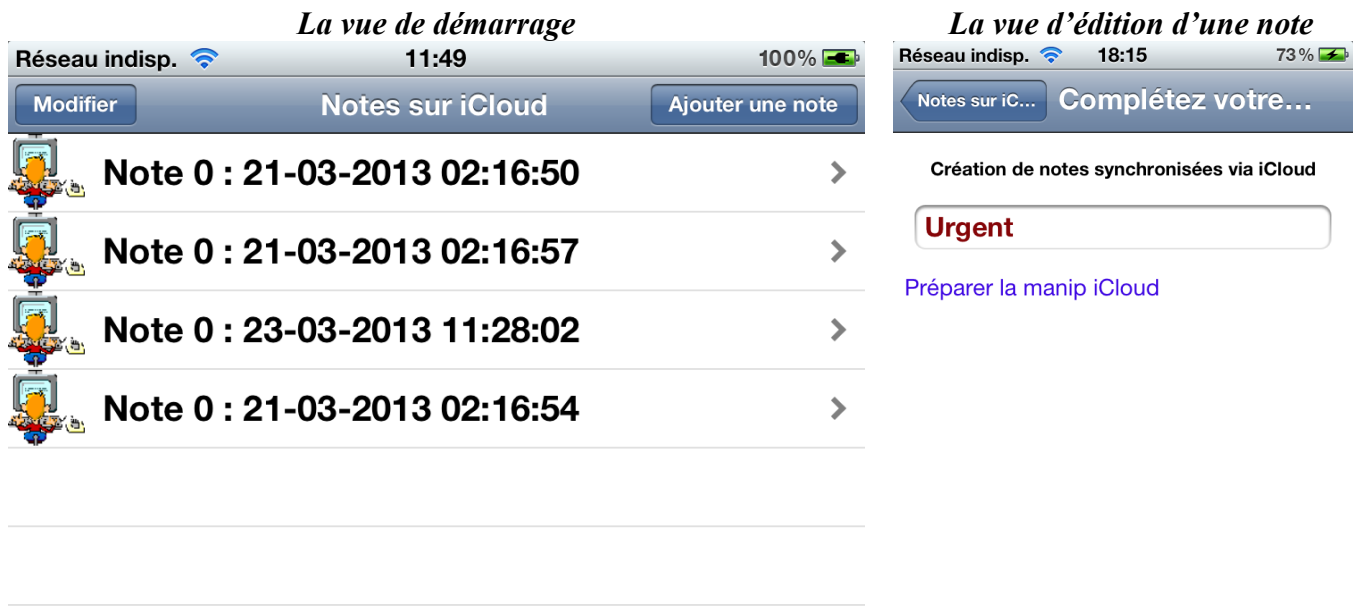 La vue de démarrage
Réseau indisp. 11:49 100%
Modifier Notes sur iCloud Ajouter une note
Note 0 : 21-03-2013 02:16:50
Note 0 : 21-03-2013 02:16:57
Note 0 : 23-03-2013 11:28:02
Note 0 : 21-03-2013 02:16:54
La vue d’édition d’une note
Réseau indisp. 18:15 73%
Notes sur iC... Complétez votre...
Création de notes synchronisées via iCloud
Urgent
Préparer la manip iCloud